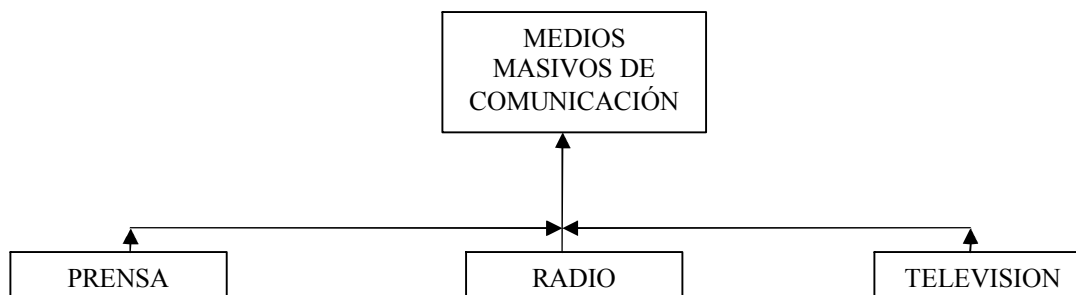 MEDIOS
MASIVOS DE
COMUNICACIÓN
PRENSA
RADIO
TELEVISION